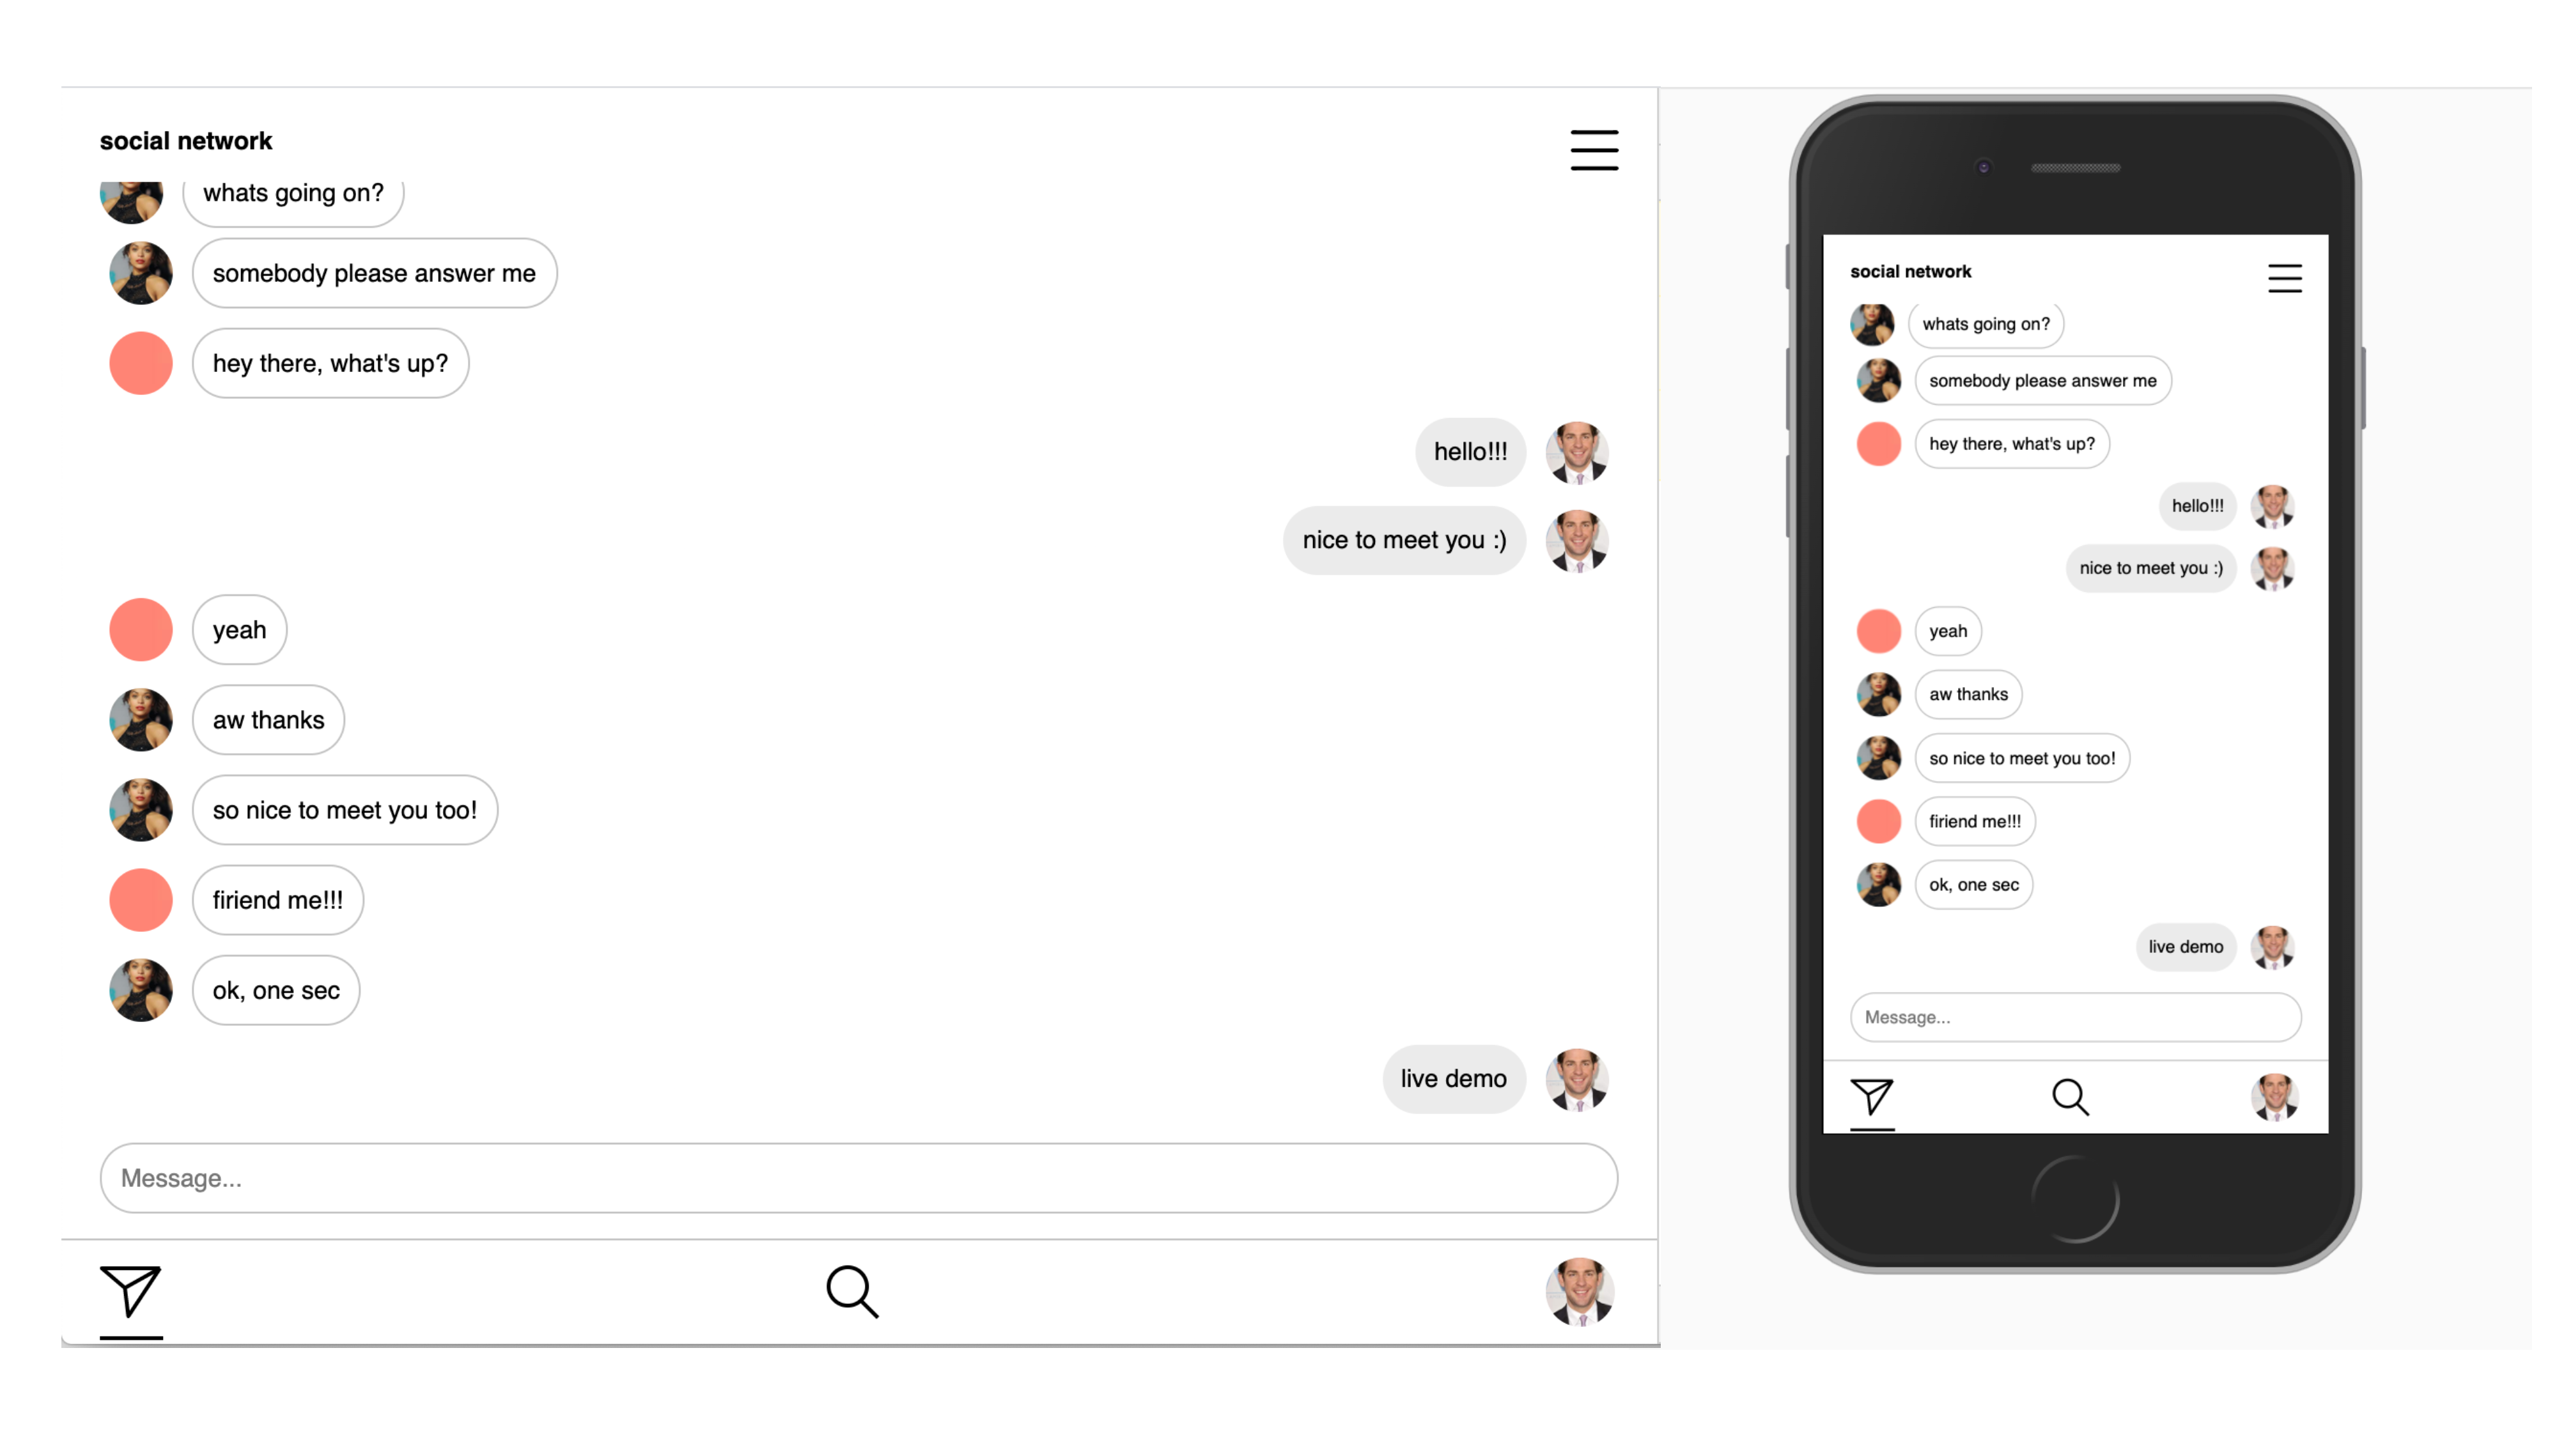 social network
whats going on?
somebody please answer me
hey there, what's up?
hello!!!
nice to meet you :)
yeah
aw thanks
so nice to meet you too!
firiend me!!!
ok, one sec
live demo
Message...
social network
whats going on?
somebody please answer me
hey there, what's up?
hello!!!
nice to meet you :)
yeah
aw thanks
so nice to meet you too!
firiend me!!!
ok, one sec
live demo
Message...